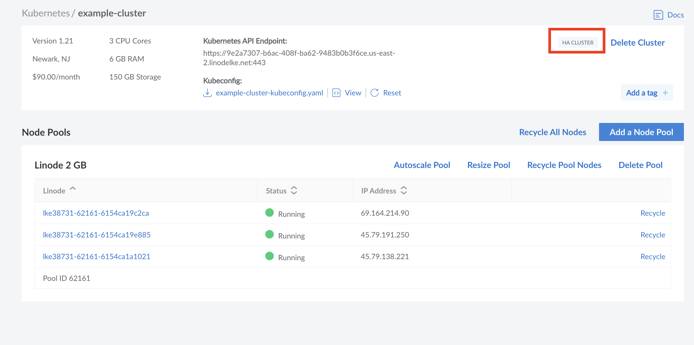 Kubernetes / example-cluster
Docs
Version 1.21
3 CPU Cores
Kubernetes API Endpoint:
HA CLUSTER
Delete Cluster
Newark, NJ
6 GB RAM
https://9e2a7307-b6ac-408f-ba62-9483b0b3f6ce.us-east-
2.linodelke.net:443
$90.00/month
150 GB Storage
Kubeconfig:
example-cluster-kubeconfig.yaml
View
Reset
Add a tag +
Node Pools
Recycle All Nodes
Add a Node Pool
Linode 2 GB
Autoscale Pool
Resize Pool
Recycle Pool Nodes
Delete Pool
Linode
Status
IP Address
lke38731-62161-6154ca19c2ca
Running
69.164.214.90
Recycle
lke38731-62161-6154ca19e885
Running
45.79.191.250
Recycle
lke38731-62161-6154ca1a1021
Running
45.79.138.221
Recycle
Pool ID 62161